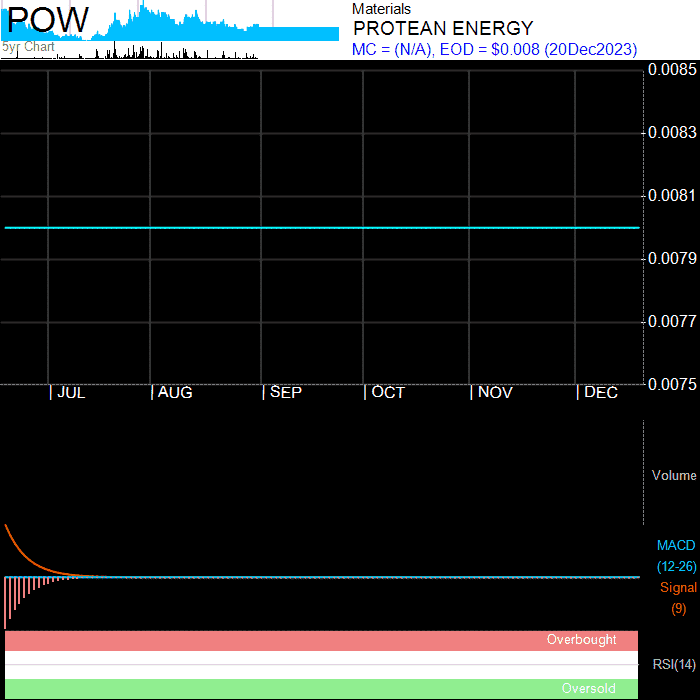 POW
5yr Chart
Materials
PROTEAN ENERGY
MC = (N/A), EOD = $0.008 (20Dec2023)
0.0085
0.0083
0.0081
0.0079
0.0077
0.0075
| JUL | AUG | SEP | OCT | NOV | DEC
Volume
MACD
(12-26)
Signal
(9)
Overbought
RSI(14)
Oversold